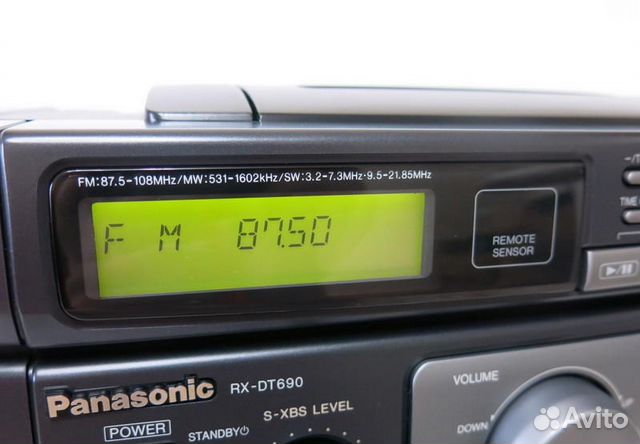 FM:87.5-108MHz/MW:531-1602kHz/SW:3.2-7.3MHz·9.5-21.85MHz
FM 87.50
REMOTE
SENSOR
TIME
Panasonic RX-DT690
POWER
STANDBY
S-XBS LEVEL
VOLUME
DOWN
Avito